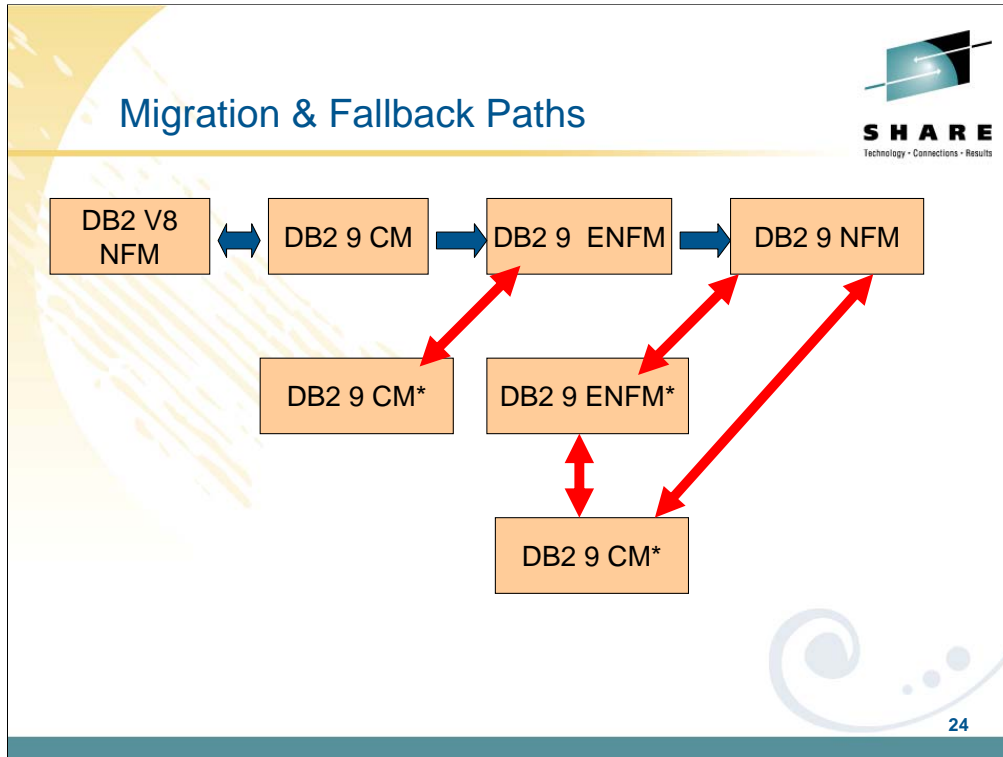 Migration & Fallback Paths
SHARE
Technology • Connections • Results
DB2 V8
NFM
DB2 9 CM
DB2 9 ENFM
DB2 9 NFM
DB2 9 CM*
DB2 9 ENFM*
DB2 9 CM*
24